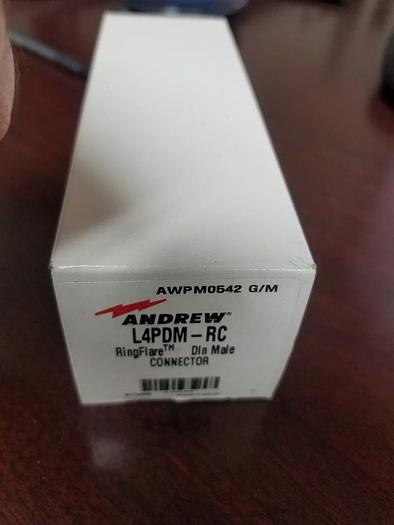 AWPM0542 G/M
ANDREW®
L4PDM-RC
RingFlare™ Din Male
CONNECTOR